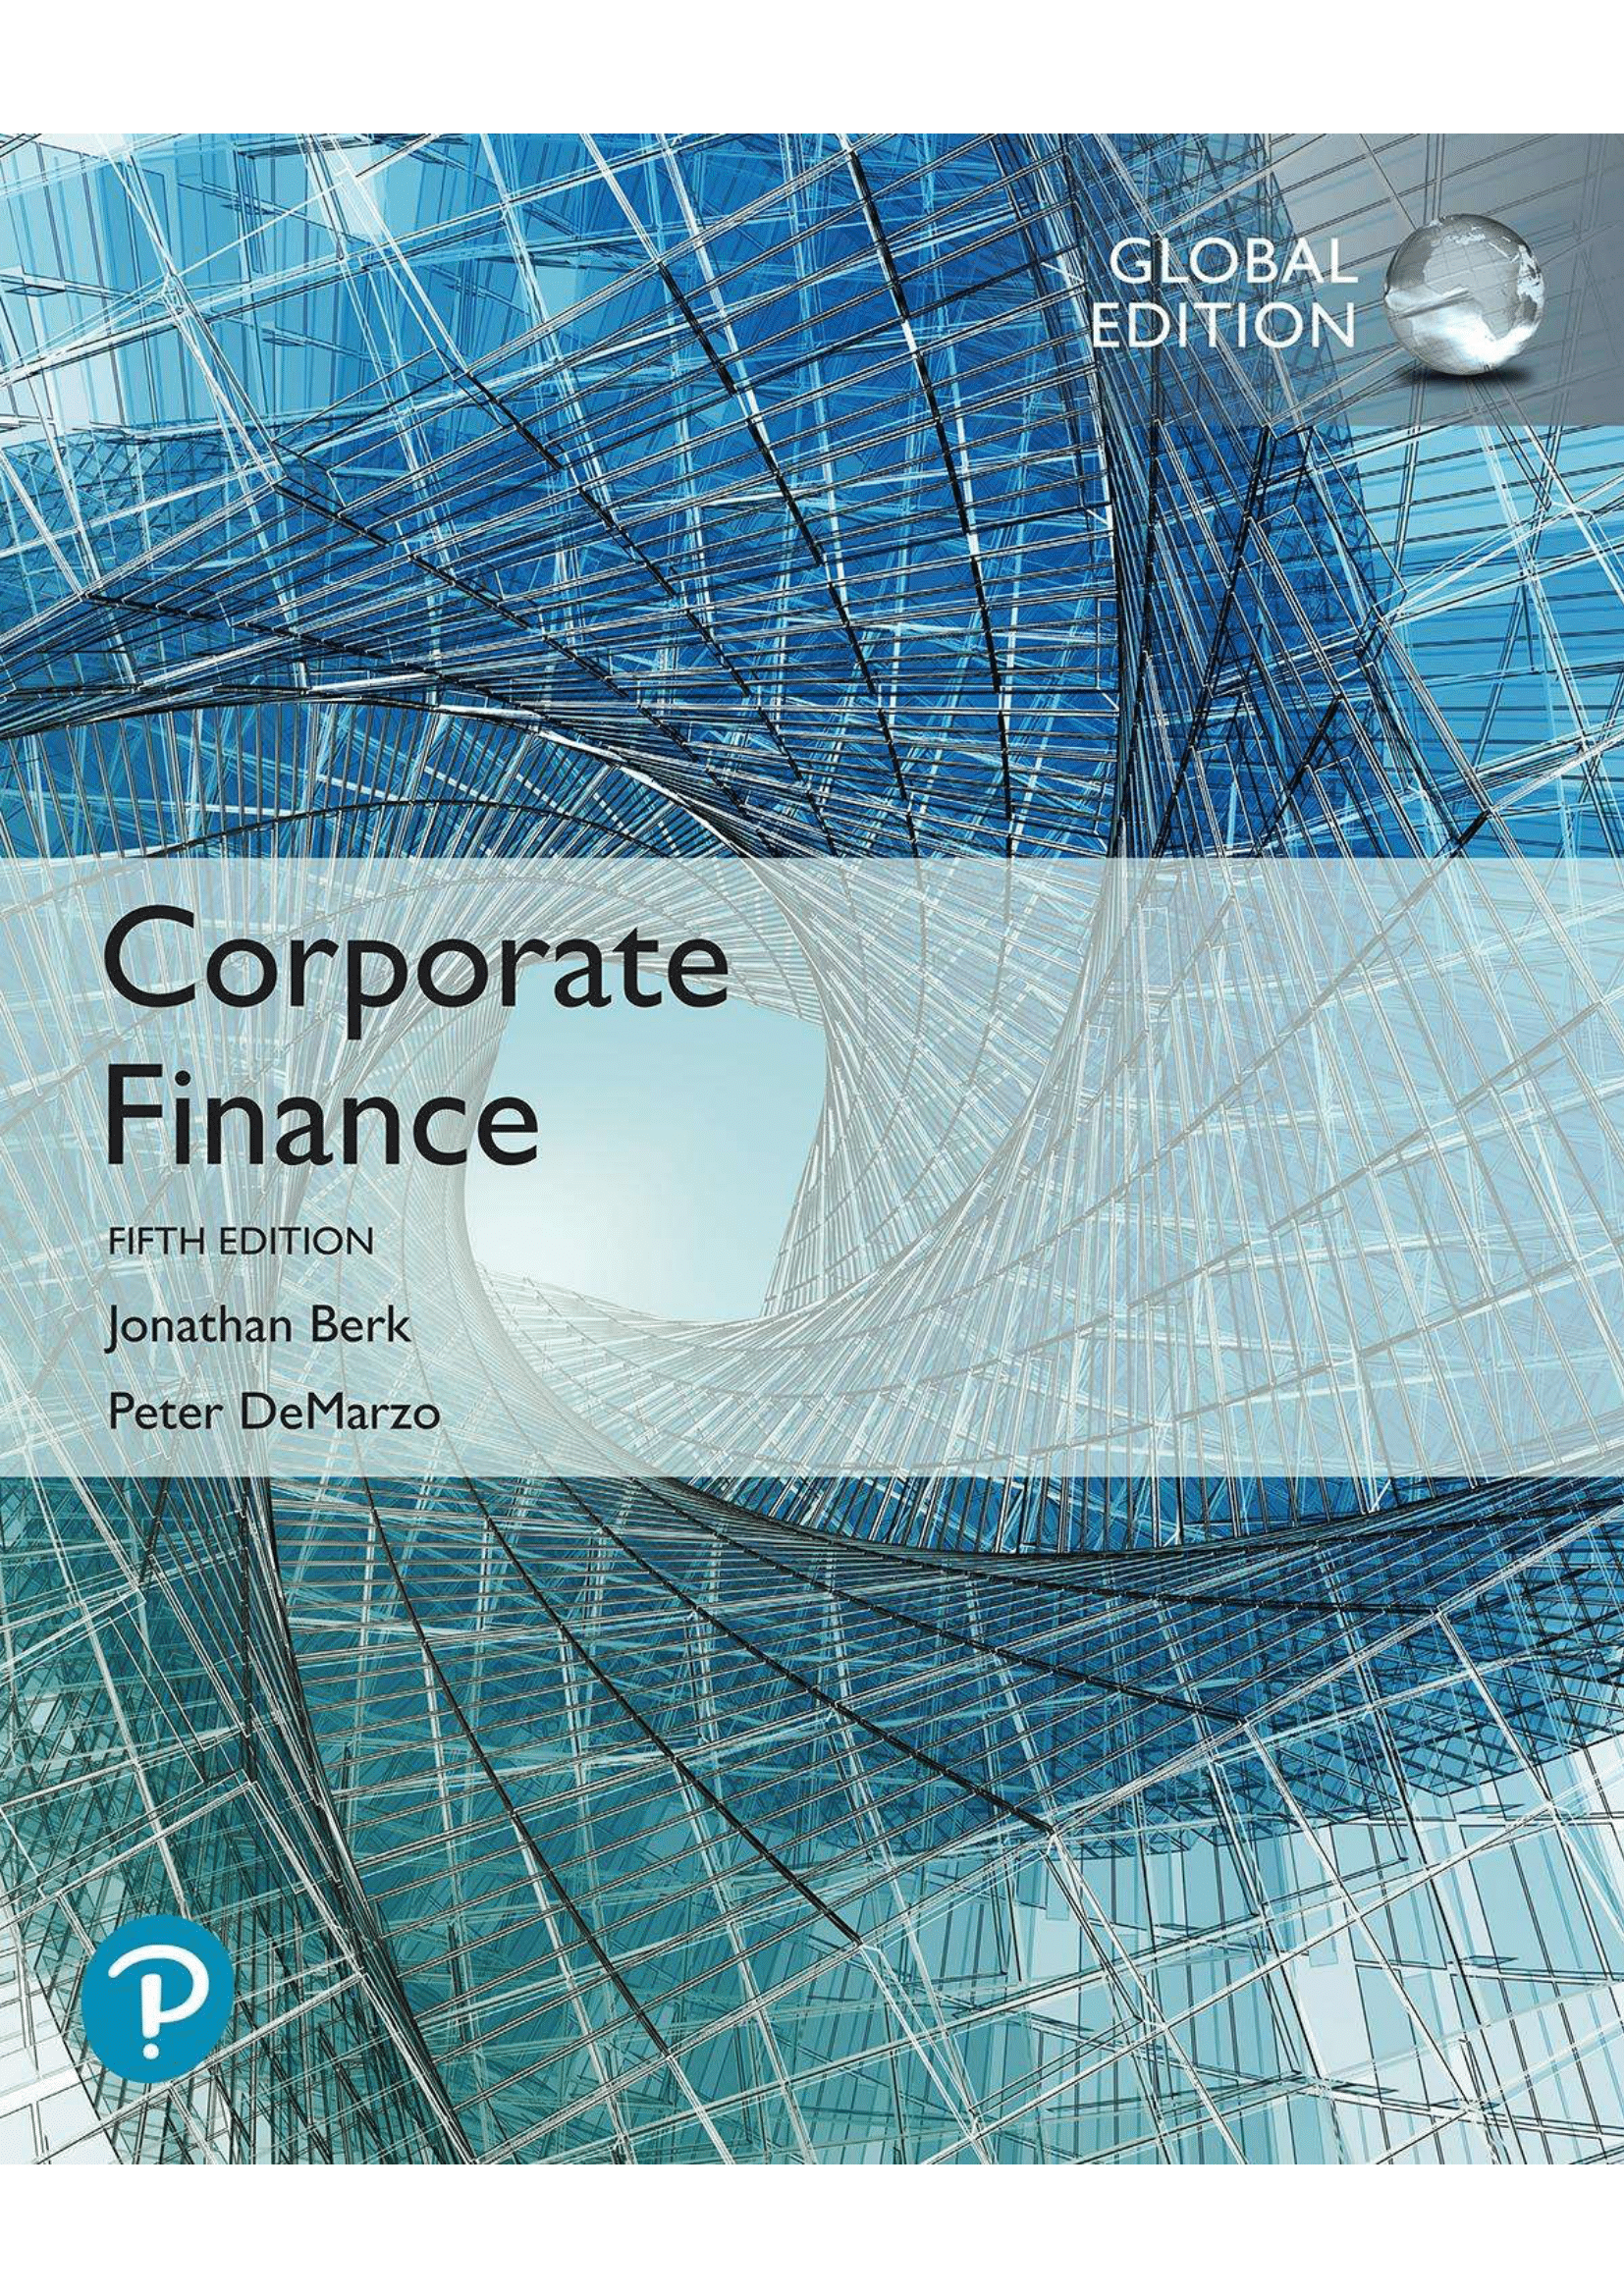 GLOBAL
EDITION
Corporate
Finance
FIFTH EDITION
Jonathan Berk
Peter DeMarzo